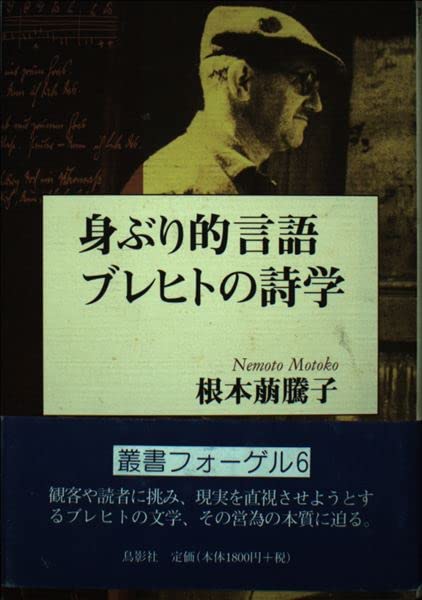 身ぶり的言語
ブレヒトの詩学
Nemoto Motoko
根本萠騰子
叢書フォーゲル6
観客や読者に挑み、現実を直視させようとす
るブレヒトの文学、その営為の本質に迫る。
鳥影社 定価(本体1800円+税)